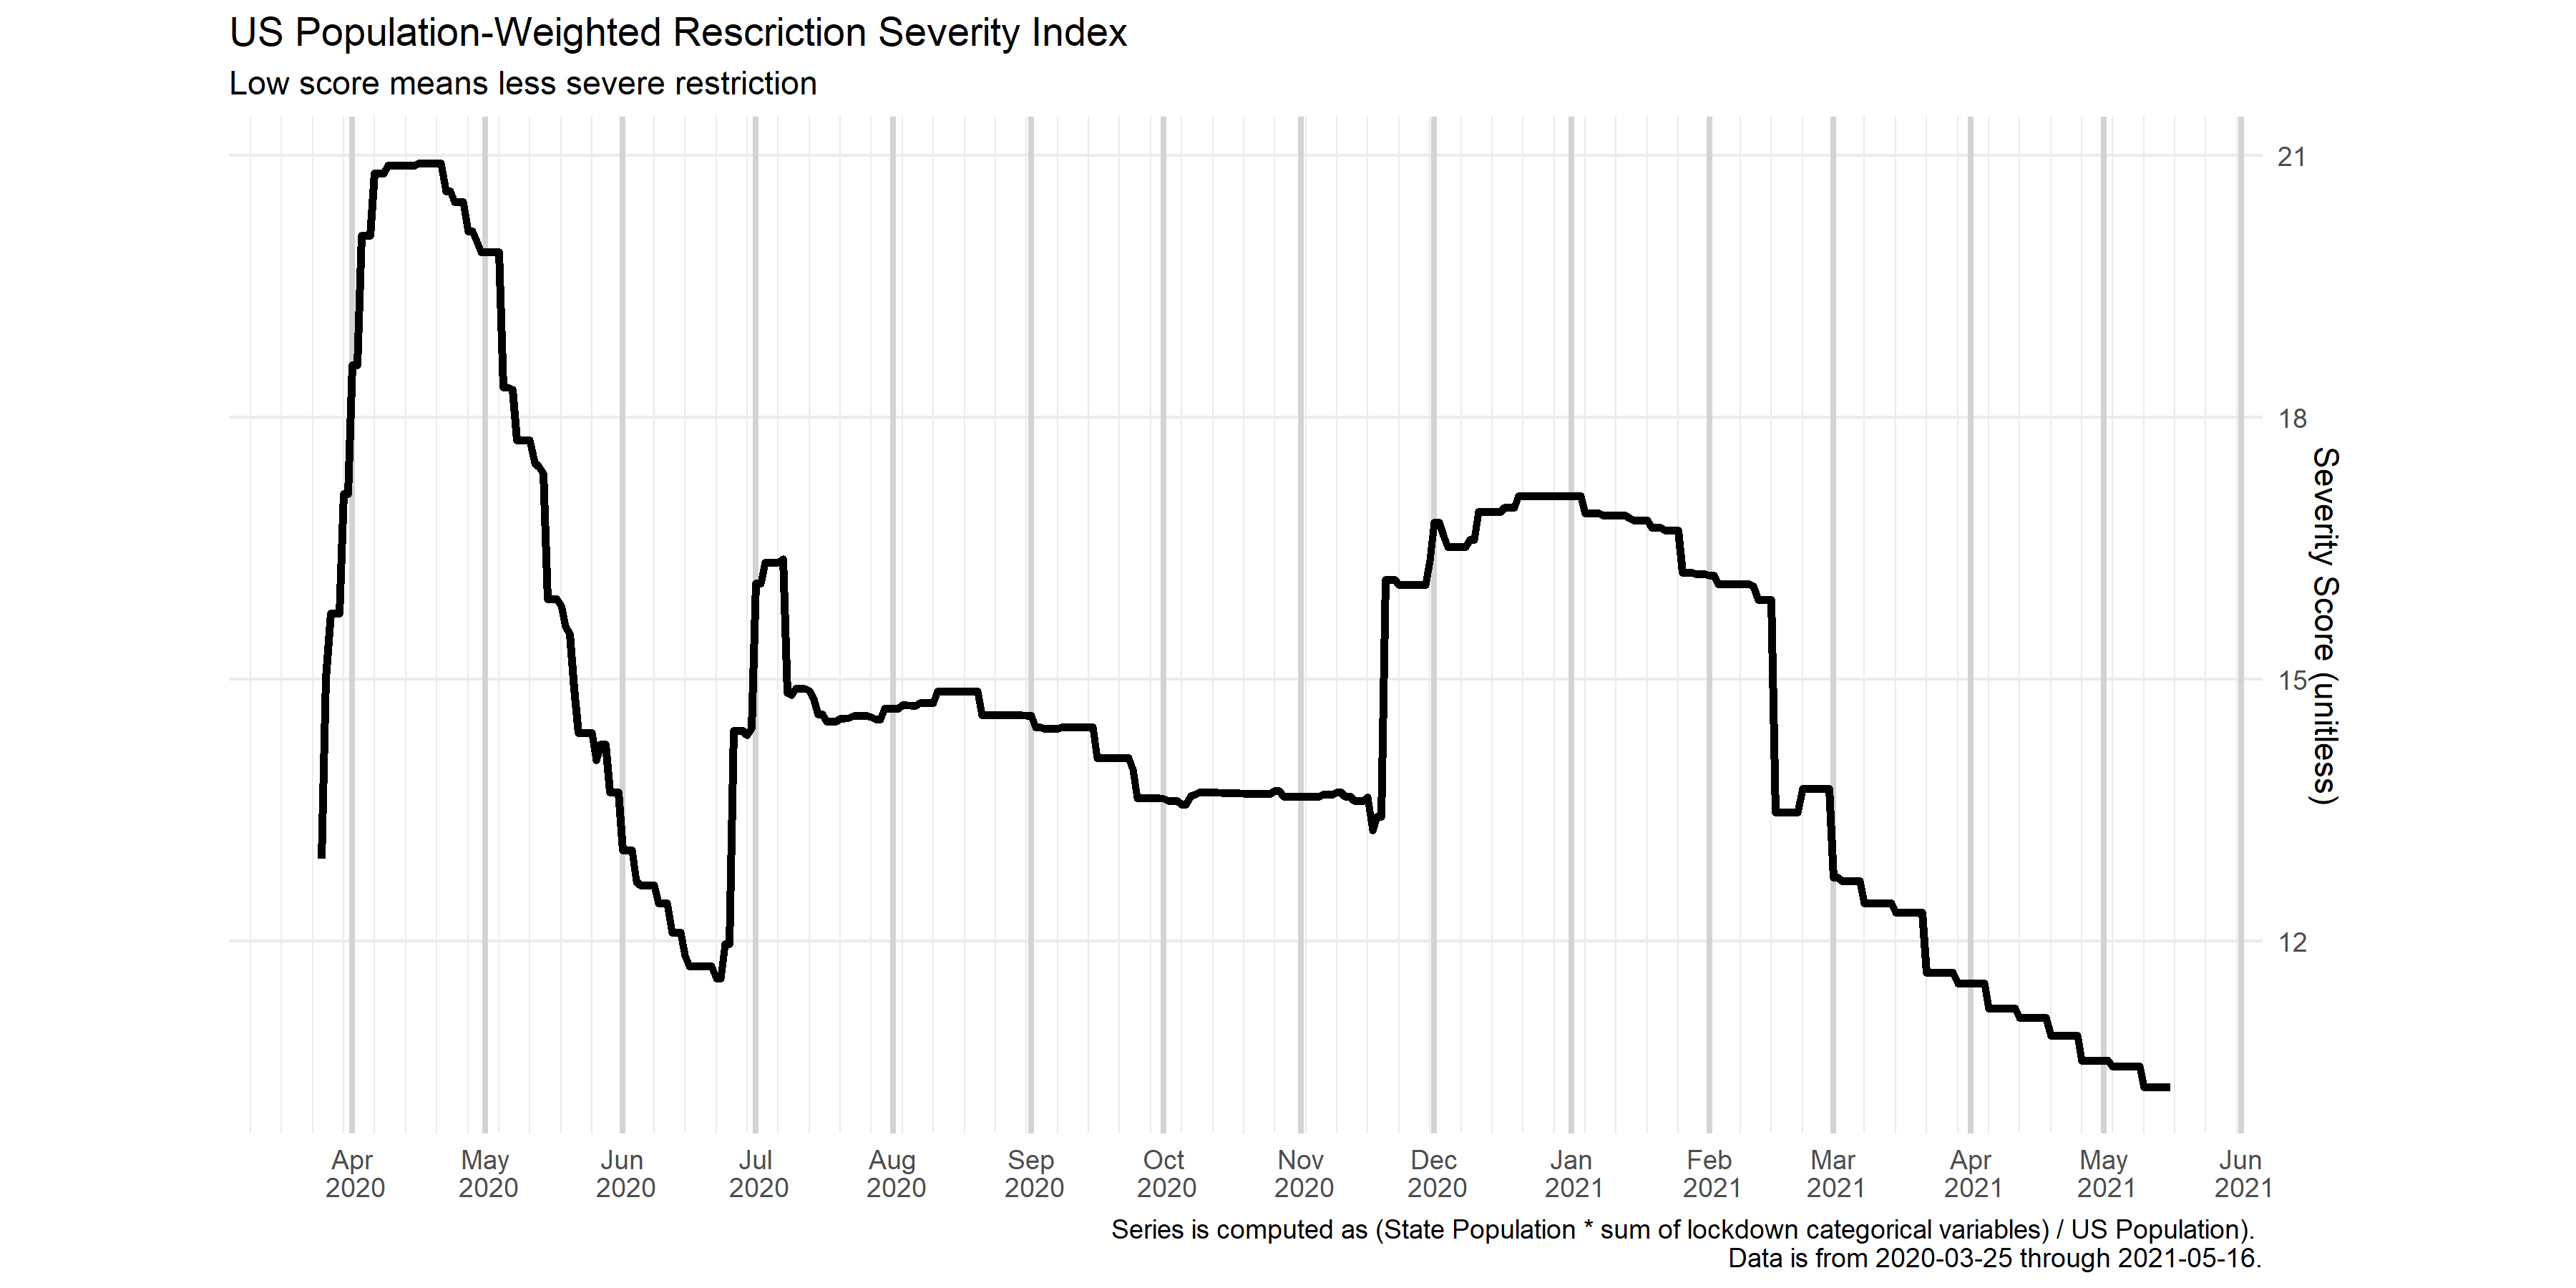 US Population-Weighted Rescriction Severity Index
Low score means less severe restriction
21
18
15
12
Severity Score (unitless)
Apr May Jun Jul Aug Sep Oct Nov Dec Jan Feb Mar Apr May Jun
2020 2020 2020 2020 2020 2020 2020 2020 2020 2021 2021 2021 2021 2021 2021
Series is computed as (State Population * sum of lockdown categorical variables) / US Population).
Data is from 2020-03-25 through 2021-05-16.